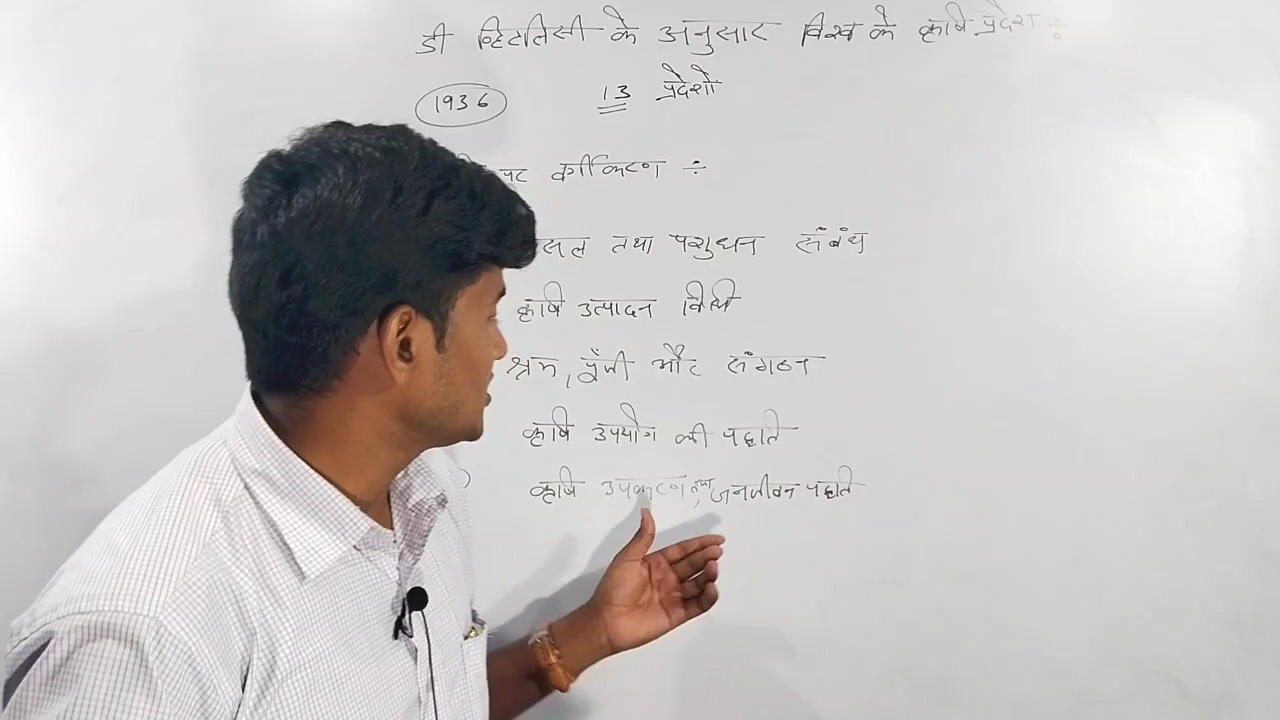 डी व्हिटलिसी के अनुसार विश्व के कृषि प्रदेश ÷
1936 13 प्रदेशो
वर्गीकरण ÷
तथा पशुधन संबंध
कृषि उत्पादन विधी
श्रम, पूँजी और संगठन
कृषि उपयोग की पद्धति
कृषि उपकरण तथा, जनजीवन पद्धति